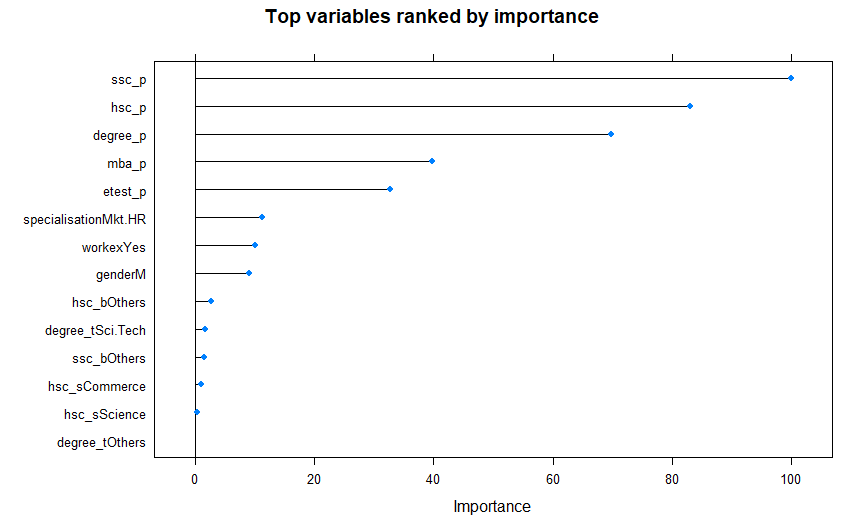 Top variables ranked by importance
ssc_p
hsc_p
degree_p
mba_p
etest_p
specialisationMkt.HR
workexYes
genderM
hsc_bOthers
degree_tSci.Tech
ssc_bOthers
hsc_sCommerce
hsc_sScience
degree_tOthers
0 20 40 60 80 100
Importance